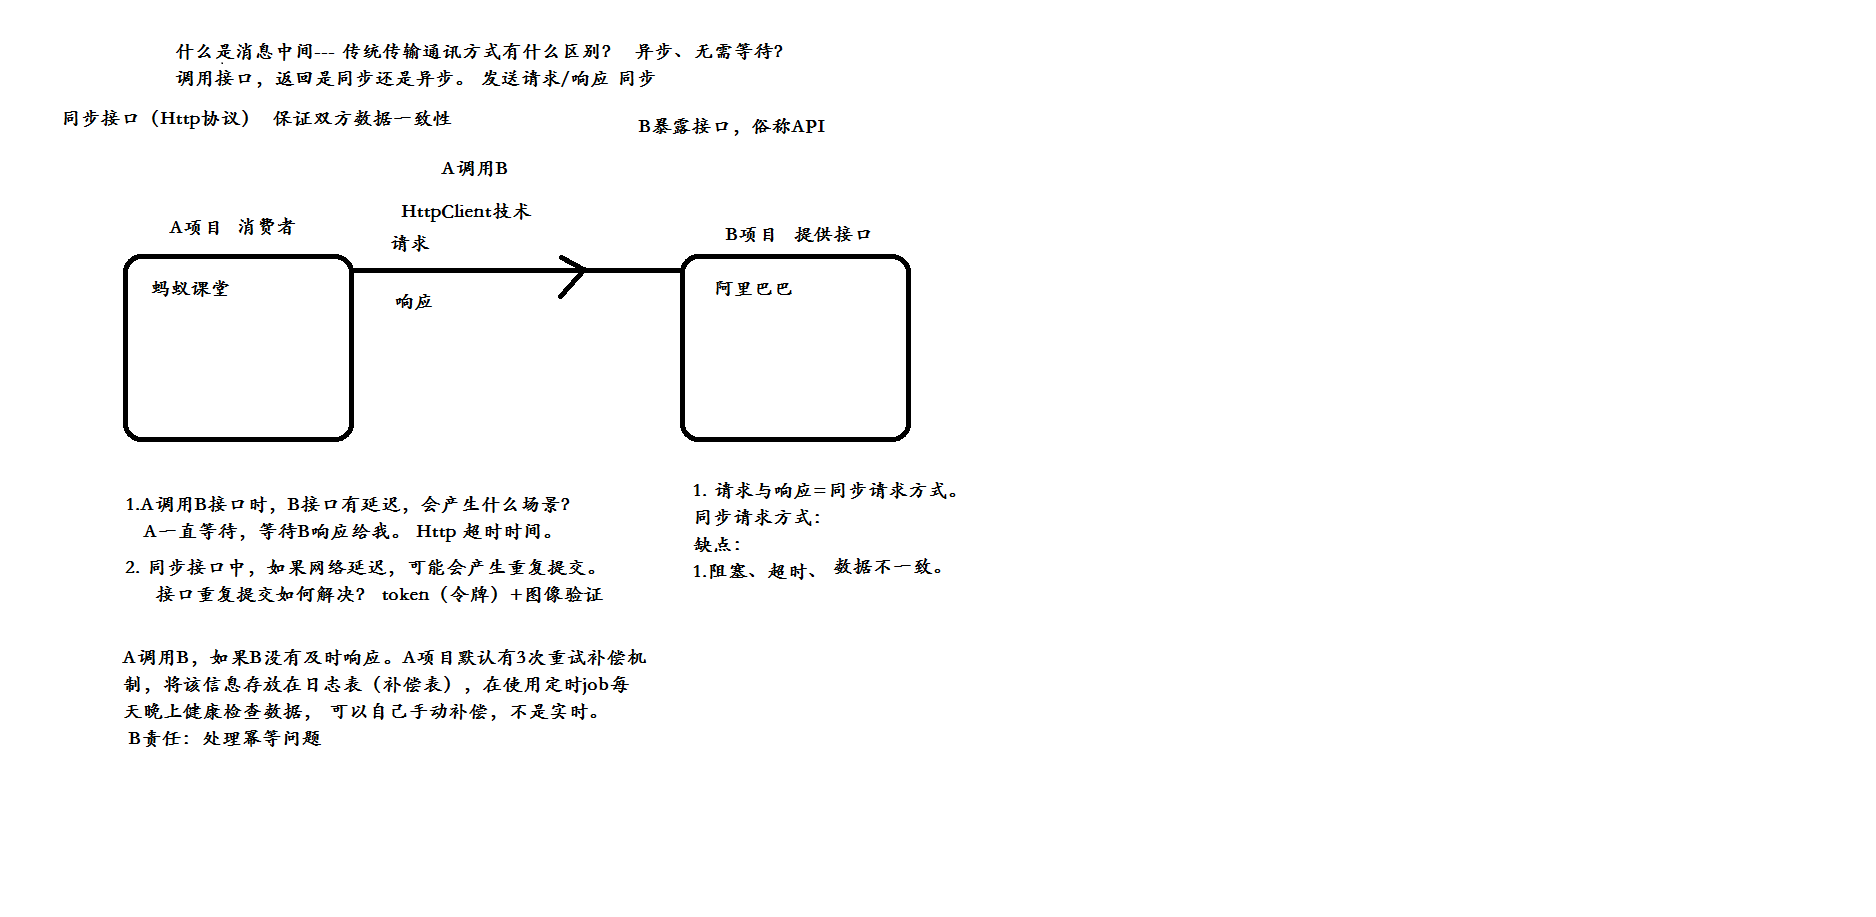 什么是消息中间--- 传统传输通讯方式有什么区别？ 异步、无需等待？
调用接口，返回是同步还是异步。 发送请求/响应 同步
同步接口（Http协议） 保证双方数据一致性
B暴露接口，俗称API
A调用B
HttpClient技术
请求
A项目 消费者
B项目 提供接口
蚂蚁课堂
阿里巴巴
响应
1.A调用B接口时，B接口有延迟，会产生什么场景？
A一直等待，等待B响应给我。 Http 超时时间。
2. 同步接口中，如果网络延迟，可能会产生重复提交。
接口重复提交如何解决？ token（令牌）+图像验证
1. 请求与响应=同步请求方式。
同步请求方式：
缺点：
1.阻塞、超时、 数据不一致。
A调用B，如果B没有及时响应。A项目默认有3次重试补偿机
制，将该信息存放在日志表（补偿表），在使用定时job每
天晚上健康检查数据， 可以自己手动补偿，不是实时。
B责任：处理幂等问题